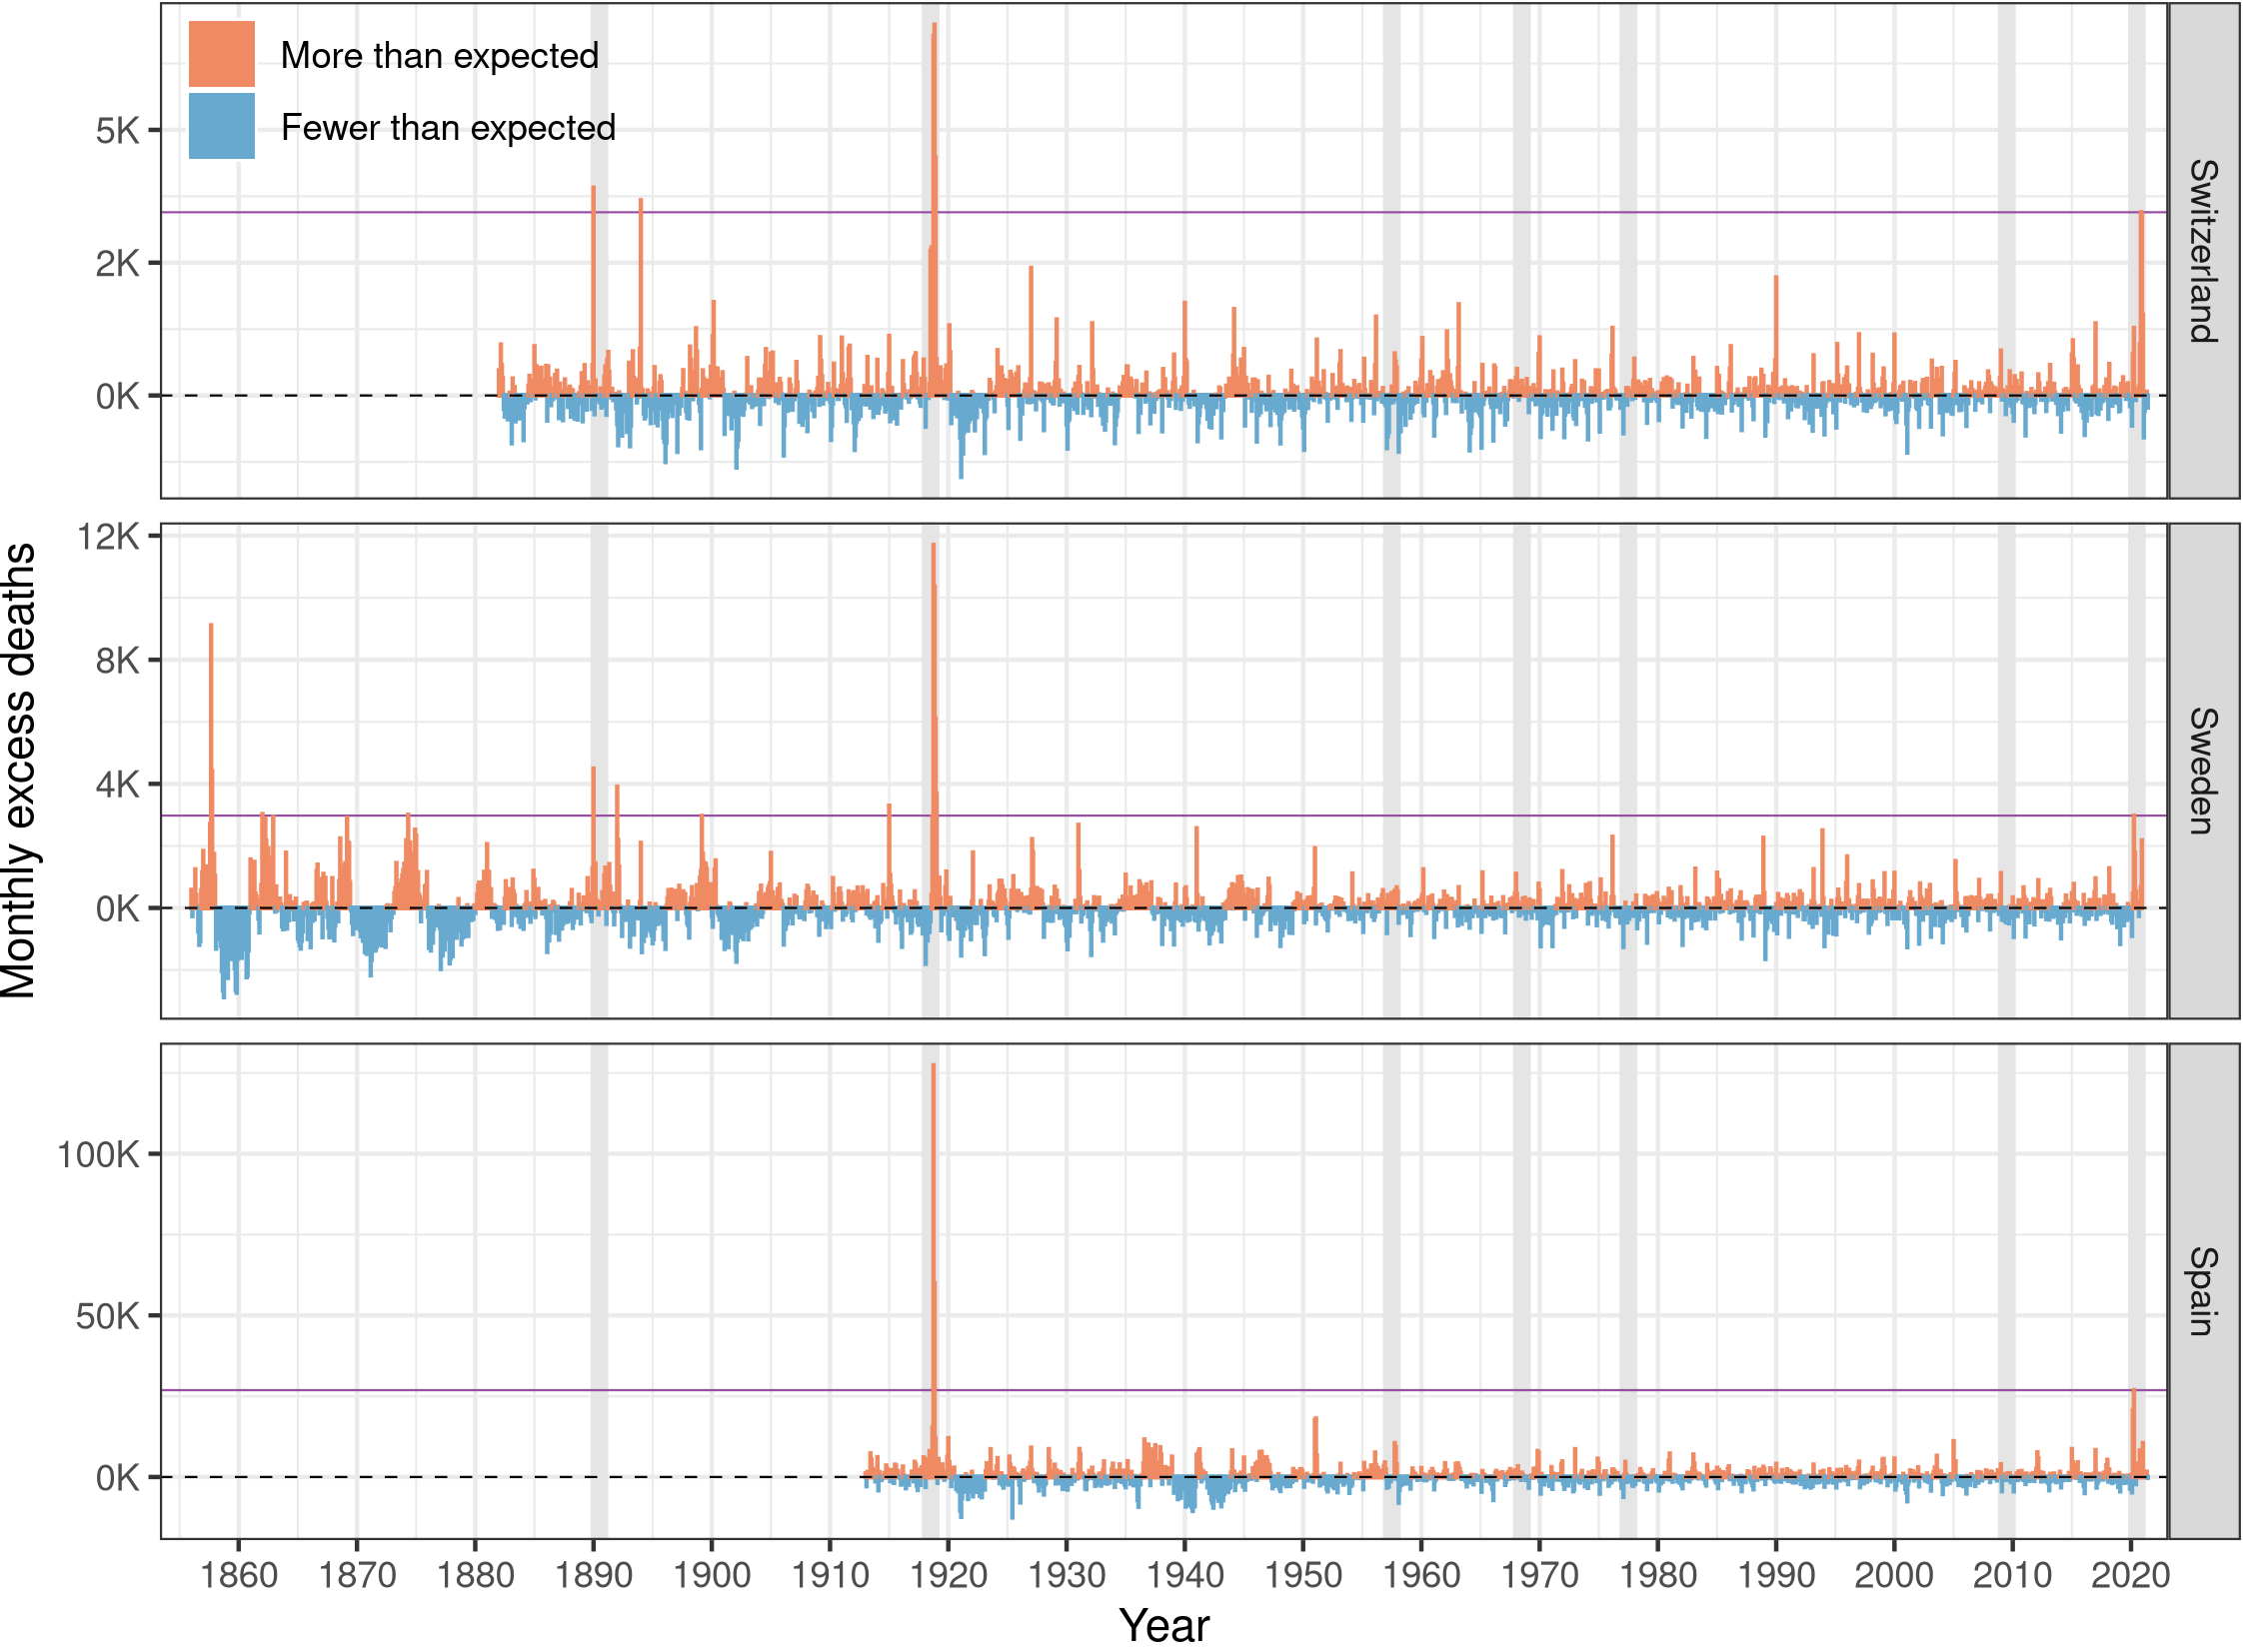 More than expected
Fewer than expected
5K
2K
0K
Switzerland
Monthly excess deaths
12K
8K
4K
0K
Sweden
100K
50K
0K
Spain
1860 1870 1880 1890 1900 1910 1920 1930 1940 1950 1960 1970 1980 1990 2000 2010 2020
Year